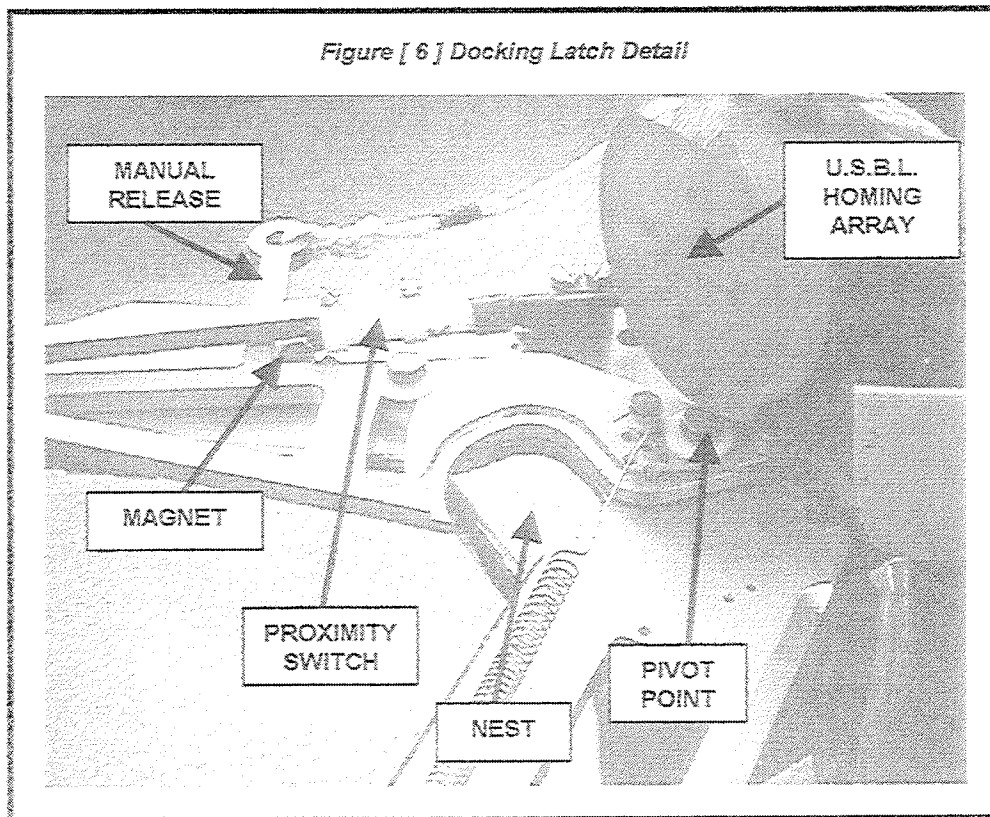 Figure [ 6 ] Docking Latch Detail
MANUAL
RELEASE
U.S.B.L.
HOMING
ARRAY
MAGNET
PROXIMITY
SWITCH
PIVOT
POINT
NEST